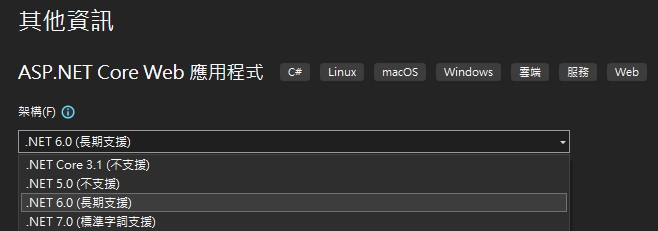 其他資訊
ASP.NET Core Web 應用程式 C# Linux macOS Windows 雲端 服務 Web
架構(F)
.NET 6.0 (長期支援)
.NET Core 3.1 (不支援)
.NET 5.0 (不支援)
.NET 6.0 (長期支援)
.NET 7.0 (標準字詞支援)